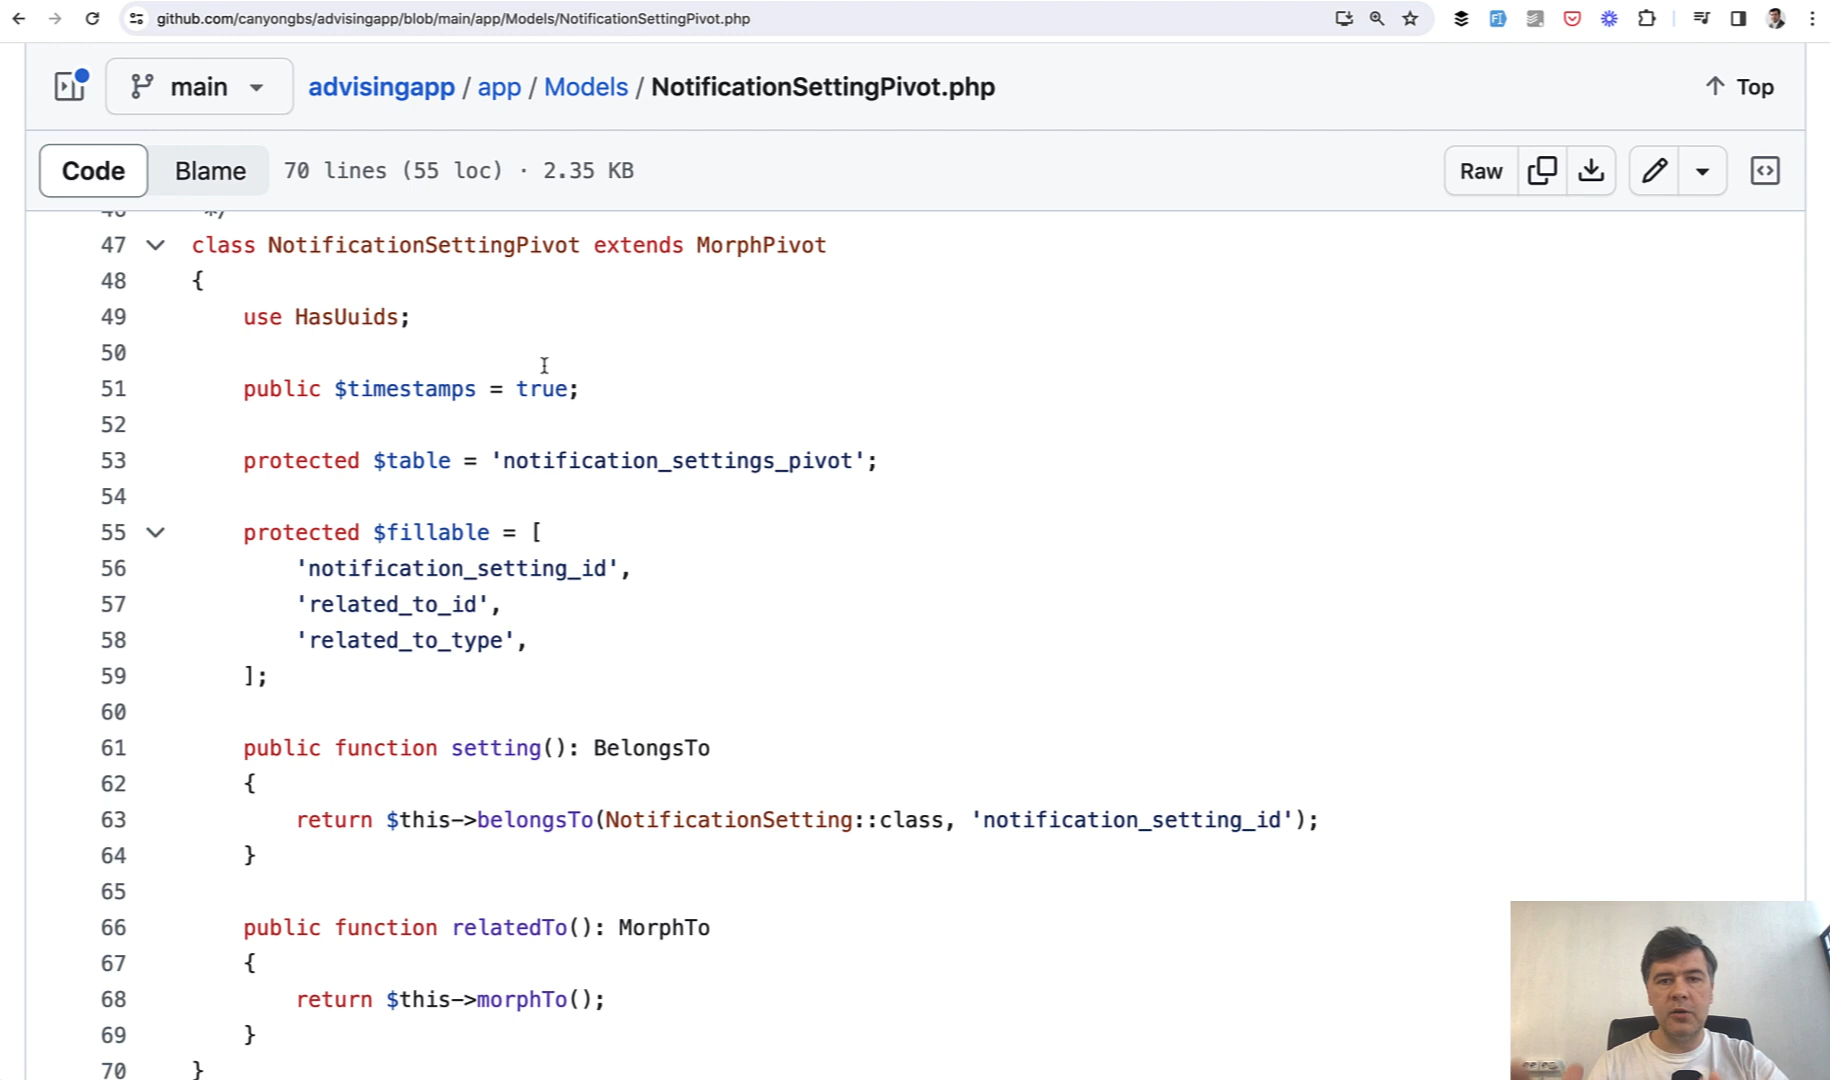 github.com/canyongbs/advisingapp/blob/main/app/Models/NotificationSettingPivot.php
main
advisingapp / app / Models / NotificationSettingPivot.php
Top
Code
Blame
70 lines (55 loc) · 2.35 KB
Raw
46 */
47 class NotificationSettingPivot extends MorphPivot
48 {
49 use HasUuids;
50
51 public $timestamps = true;
52
53 protected $table = 'notification_settings_pivot';
54
55 protected $fillable = [
56 'notification_setting_id',
57 'related_to_id',
58 'related_to_type',
59 ];
60
61 public function setting(): BelongsTo
62 {
63 return $this->belongsTo(NotificationSetting::class, 'notification_setting_id');
64 }
65
66 public function relatedTo(): MorphTo
67 {
68 return $this->morphTo();
69 }
70 }